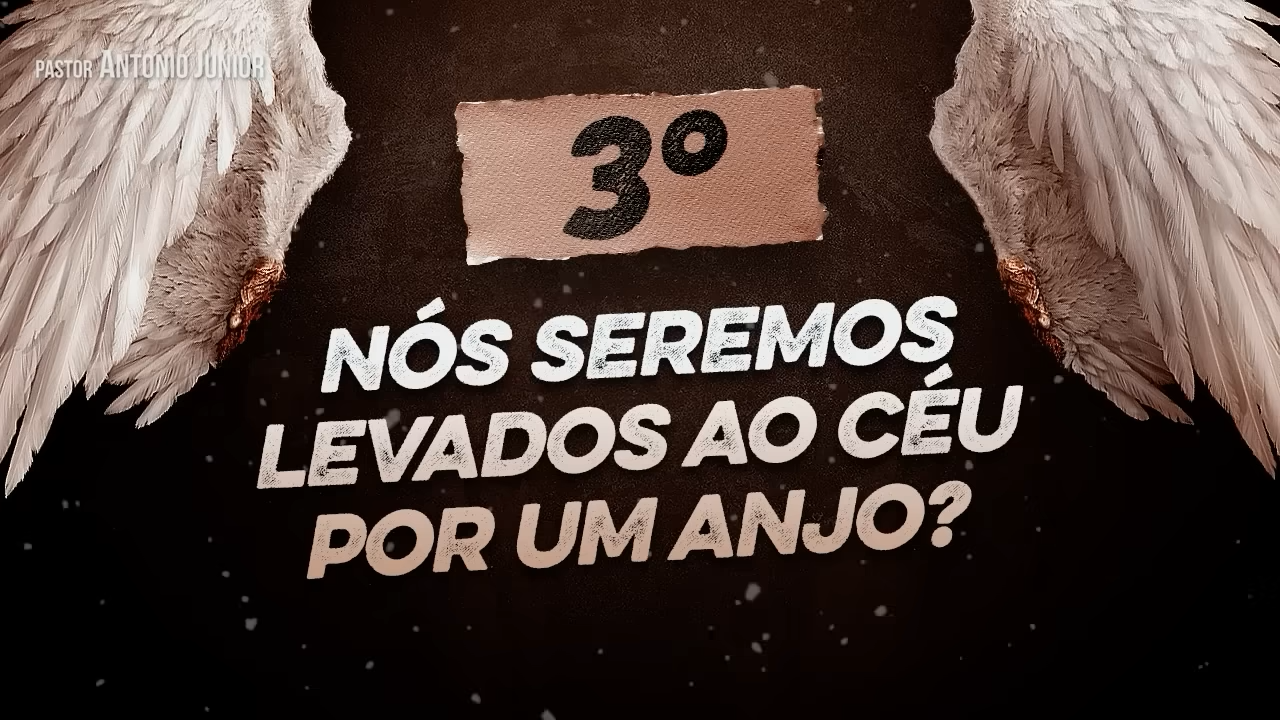 PASTOR ANTONIO JUNIOR
3º
NÓS SEREMOS
LEVADOS AO CÉU
POR UM ANJO?